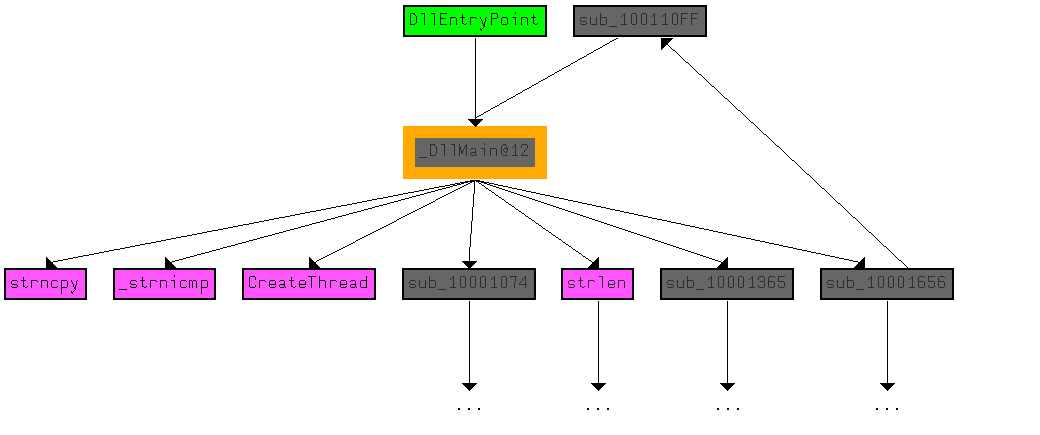 DllEntryPoint
sub_100110FF
_DllMain@12
strncpy
_strnicmp
CreateThread
sub_10001074
strlen
sub_10001365
sub_10001656
...
...
...
...